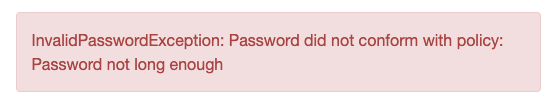 InvalidPasswordException: Password did not conform with policy:
Password not long enough